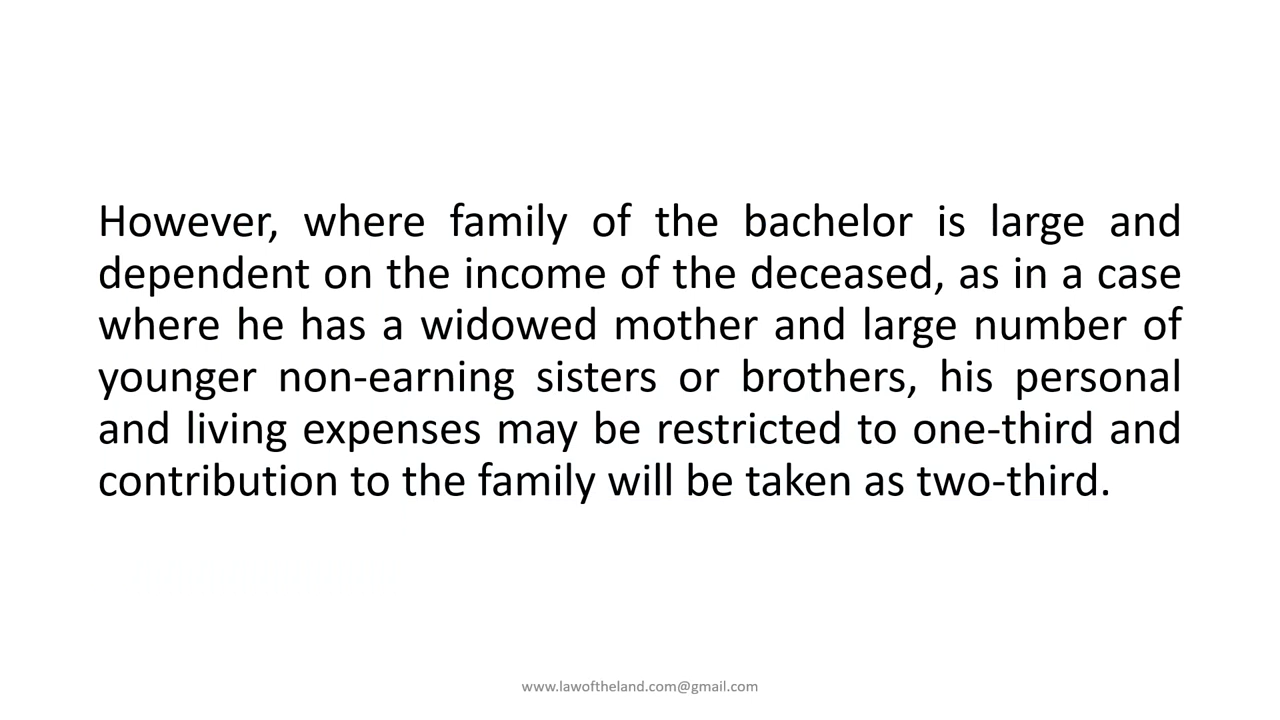 However, where family of the bachelor is large and
dependent on the income of the deceased, as in a case
where he has a widowed mother and large number of
younger non-earning sisters or brothers, his personal
and living expenses may be restricted to one-third and
contribution to the family will be taken as two-third.
www.lawoftheland.com@gmail.com